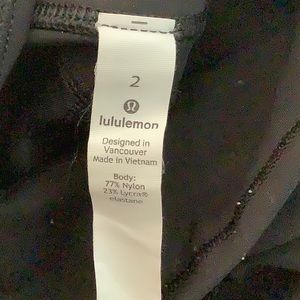 2
lululemon
Designed in
Vancouver
Made in Vietnam
Body:
77% Nylon
23% Lycra®
elastane